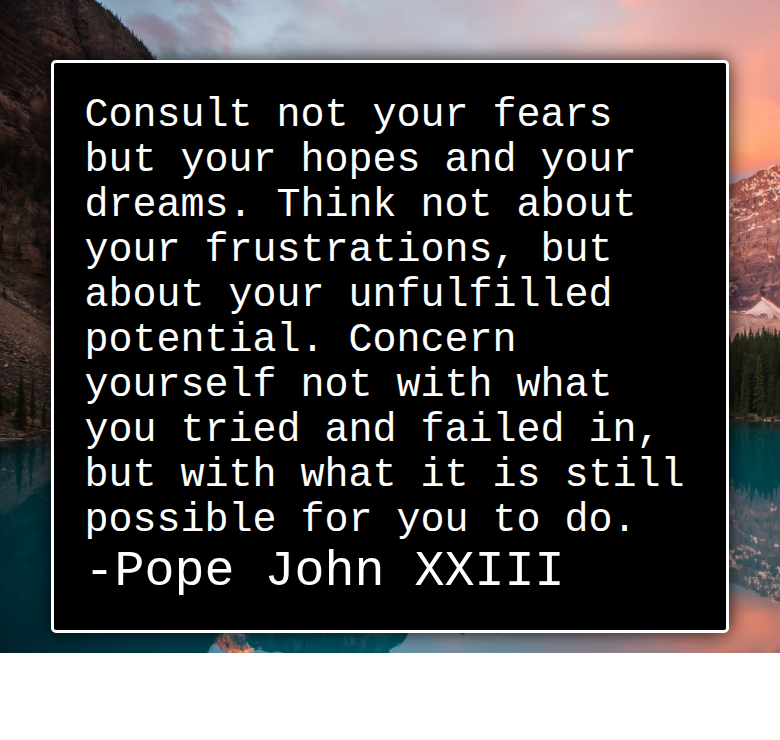 Consult not your fears
but your hopes and your
dreams. Think not about
your frustrations, but
about your unfulfilled
potential. Concern
yourself not with what
you tried and failed in,
but with what it is still
possible for you to do.
-Pope John XXIII